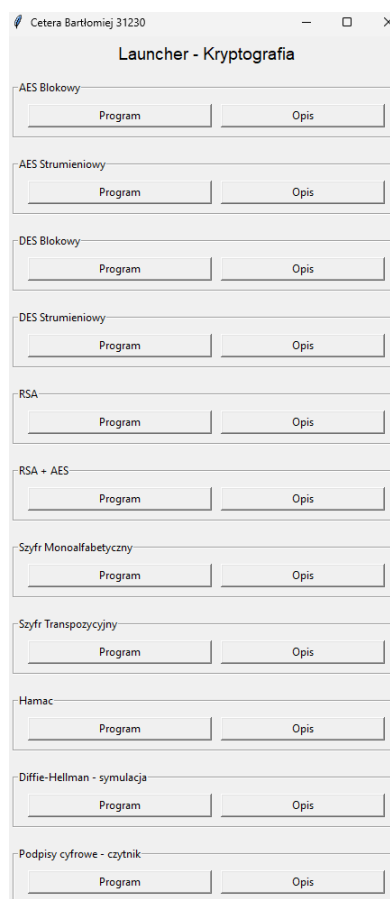 Cetera Bartłomiej 31230
Launcher - Kryptografia
AES Blokowy
Program Opis
AES Strumieniowy
Program Opis
DES Blokowy
Program Opis
DES Strumieniowy
Program Opis
RSA
Program Opis
RSA + AES
Program Opis
Szyfr Monoalfabetyczny
Program Opis
Szyfr Transpozycyjny
Program Opis
Hamac
Program Opis
Diffie-Hellman - symulacja
Program Opis
Podpisy cyfrowe - czytnik
Program Opis